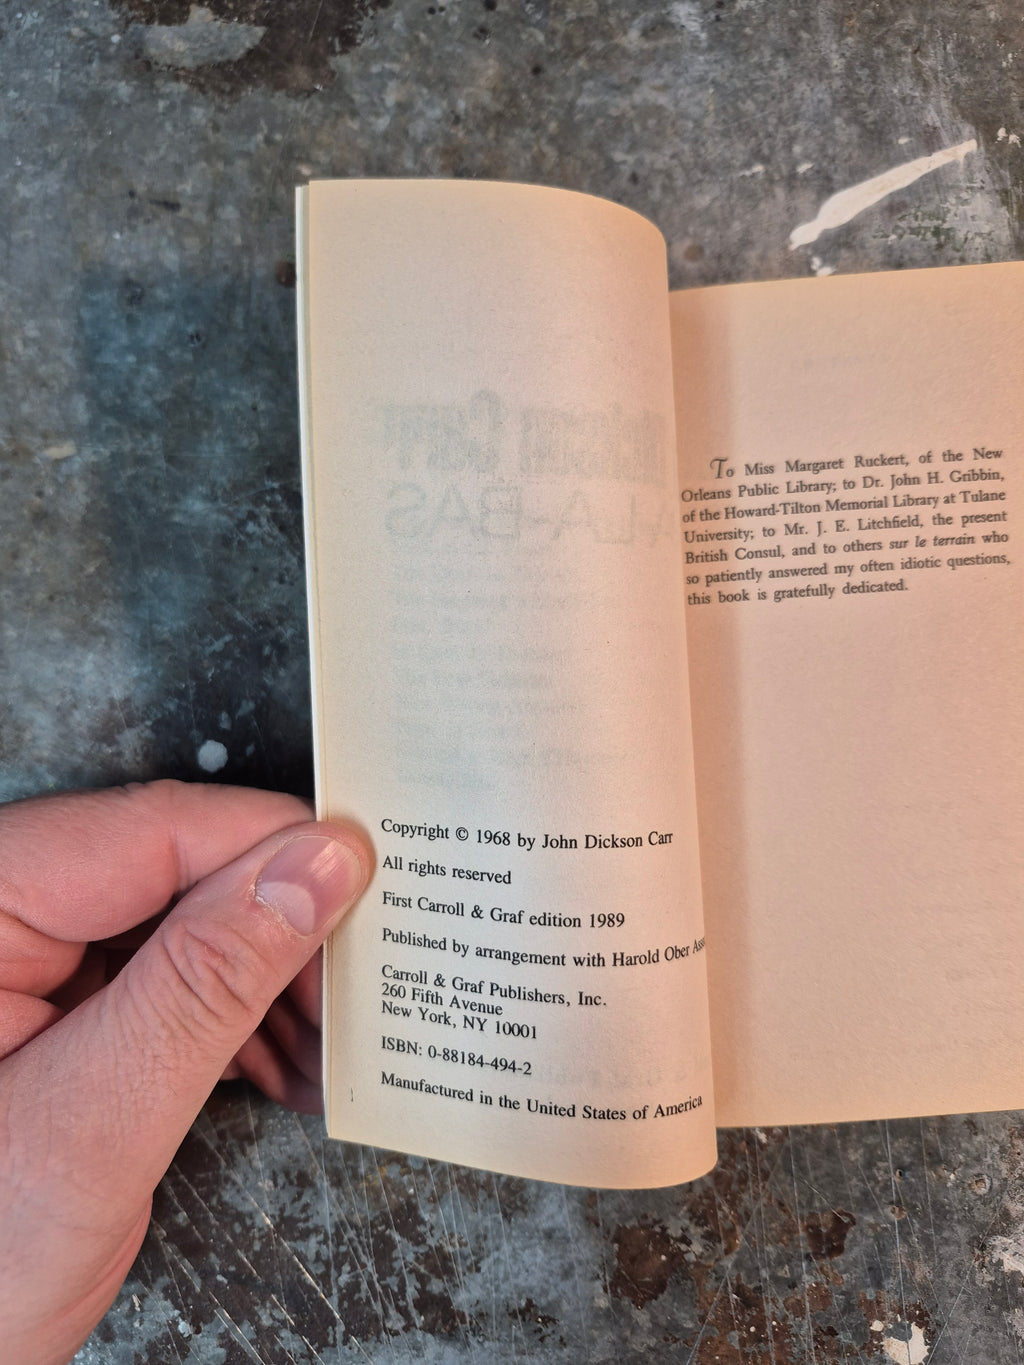 Copyright © 1968 by John Dickson Carr
All rights reserved
First Carroll & Graf edition 1989
Published by arrangement with Harold Ober
Carroll & Graf Publishers, Inc.
260 Fifth Avenue
New York, NY 10001
ISBN: 0-88184-494-2
Manufactured in the United States of America
To Miss Margaret Ruckert, of the New
Orleans Public Library; to Dr. John H. Gribbin,
of the Howard-Tilton Memorial Library at Tulane
University; to Mr. J. E. Litchfield, the present
British Consul, and to others sur le terrain who
so patiently answered my often idiotic questions,
this book is gratefully dedicated.